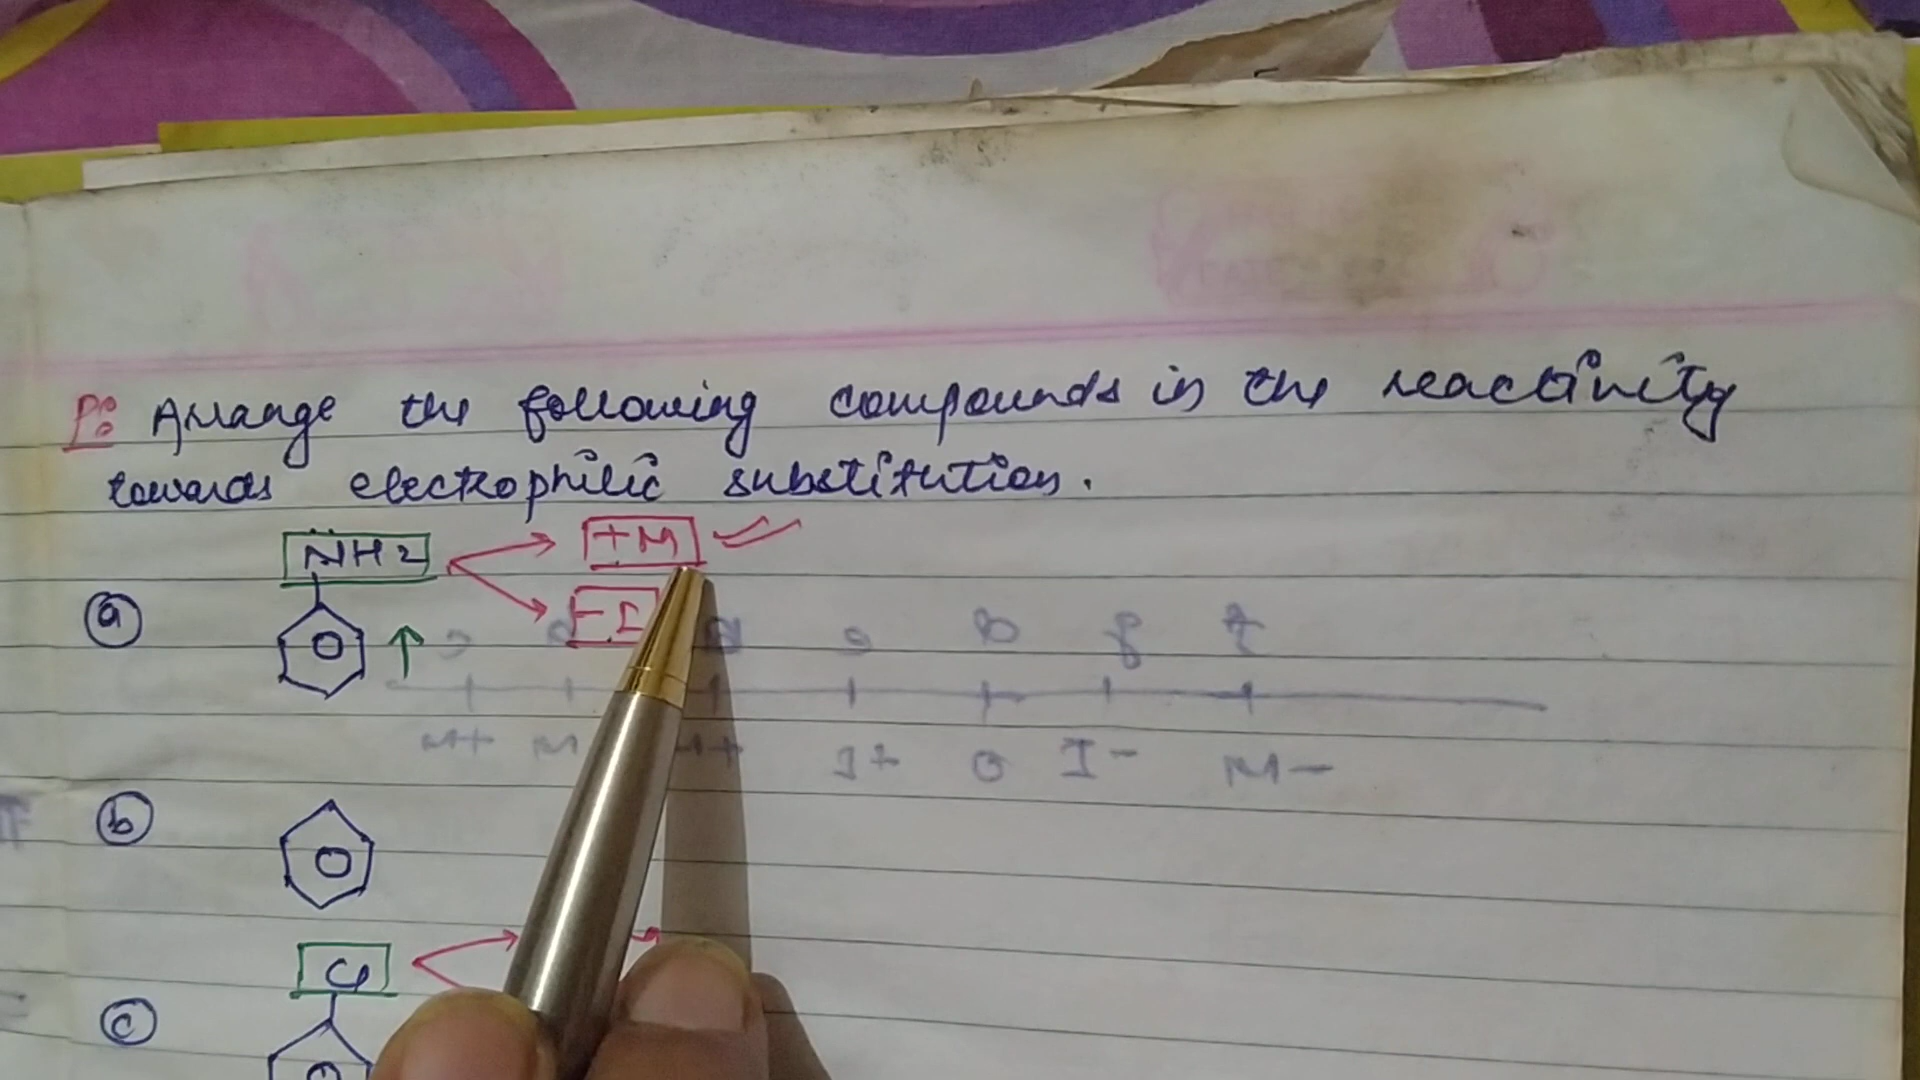 P: Arrange the following compounds in the reactivity
towards electrophilic substitution.
NH2 +M
-I
a
b
Cl
c